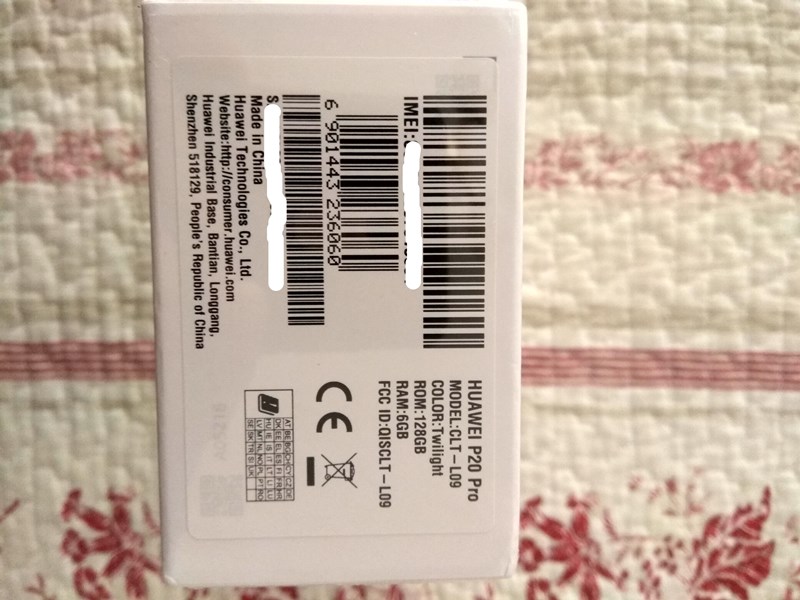 HUAWEI P20 Pro
MODEL:CLT-L09
COLOR:Twilight
ROM:128GB
RAM:6GB
FCC ID:QISCLT-L09
IMEI:
6 901443 236060
S
Made in China
Huawei Technologies Co., Ltd.
Website:http://consumer.huawei.com
Huawei Industrial Base, Bantian, Longgang,
Shenzhen 518129, People's Republic of China
CE